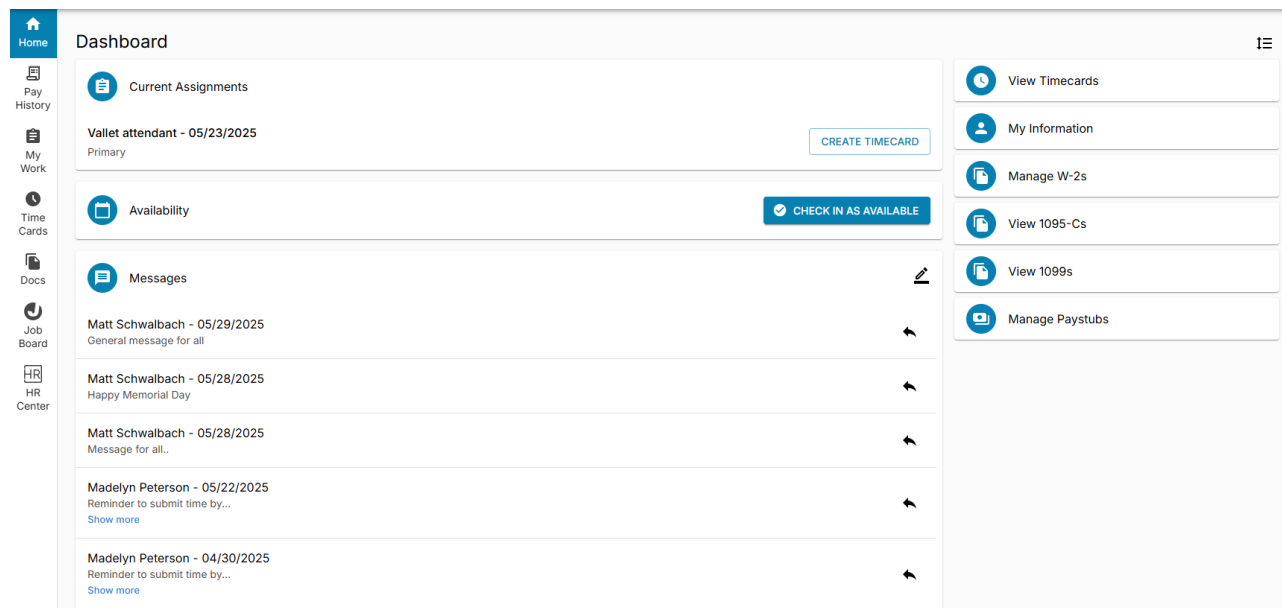 Home
Pay
History
My
Work
Time
Cards
Docs
Job
Board
HR
HR
Center
Dashboard
Current Assignments
Vallet attendant - 05/23/2025
Primary
CREATE TIMECARD
Availability
CHECK IN AS AVAILABLE
Messages
Matt Schwalbach - 05/29/2025
General message for all
Matt Schwalbach - 05/28/2025
Happy Memorial Day
Matt Schwalbach - 05/28/2025
Message for all..
Madelyn Peterson - 05/22/2025
Reminder to submit time by...
Show more
Madelyn Peterson - 04/30/2025
Reminder to submit time by...
Show more
View Timecards
My Information
Manage W-2s
View 1095-Cs
View 1099s
Manage Paystubs